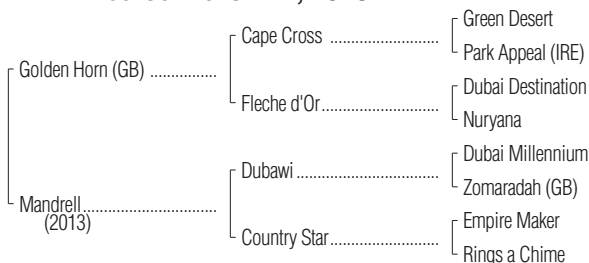 Green Desert
Cape Cross ......................
Park Appeal (IRE)
Golden Horn (GB) ...............
Dubai Destination
Fleche d'Or.........................
Nuryana
Dubai Millennium
Dubawi ..............................
Zomaradah (GB)
Mandrell..............................
(2013)
Empire Maker
Country Star.......................
Rings a Chime